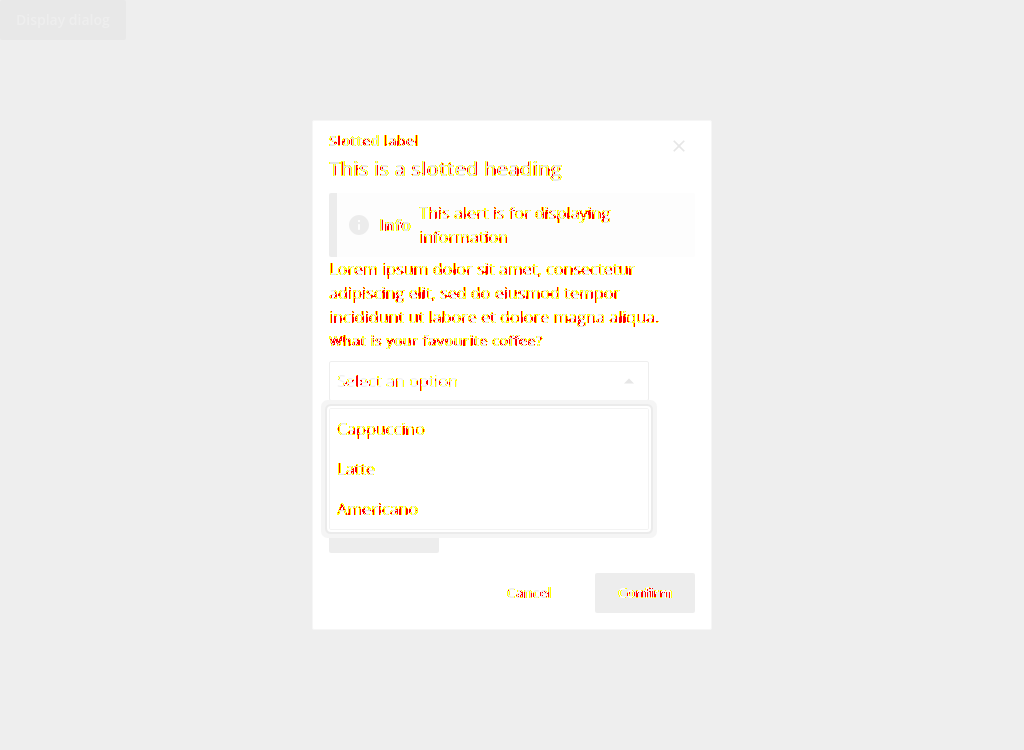 Display dialog
Slotted label
This is a slotted heading
Info
This alert is for displaying
information
Lorem ipsum dolor sit amet, consectetur
adipiscing elit, sed do eiusmod tempor
incididunt ut labore et dolore magna aliqua.
What is your favourite coffee?
Select an option
Cappuccino
Latte
Americano
Cancel
Confirm